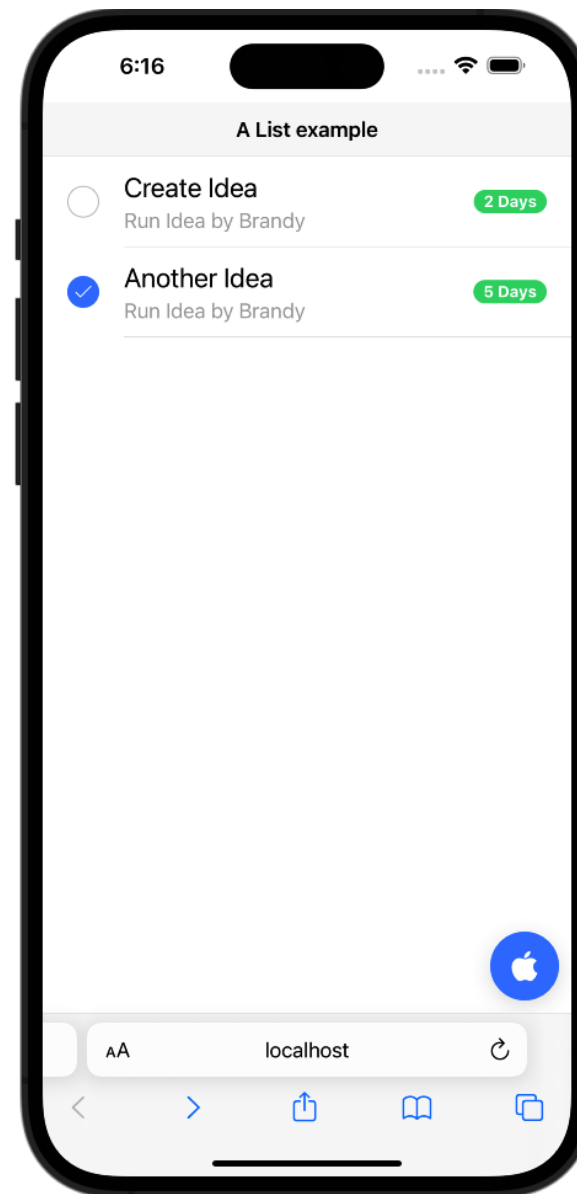 6:16
A List example
Create Idea
2 Days
Run Idea by Brandy
Another Idea
5 Days
Run Idea by Brandy
AA
localhost